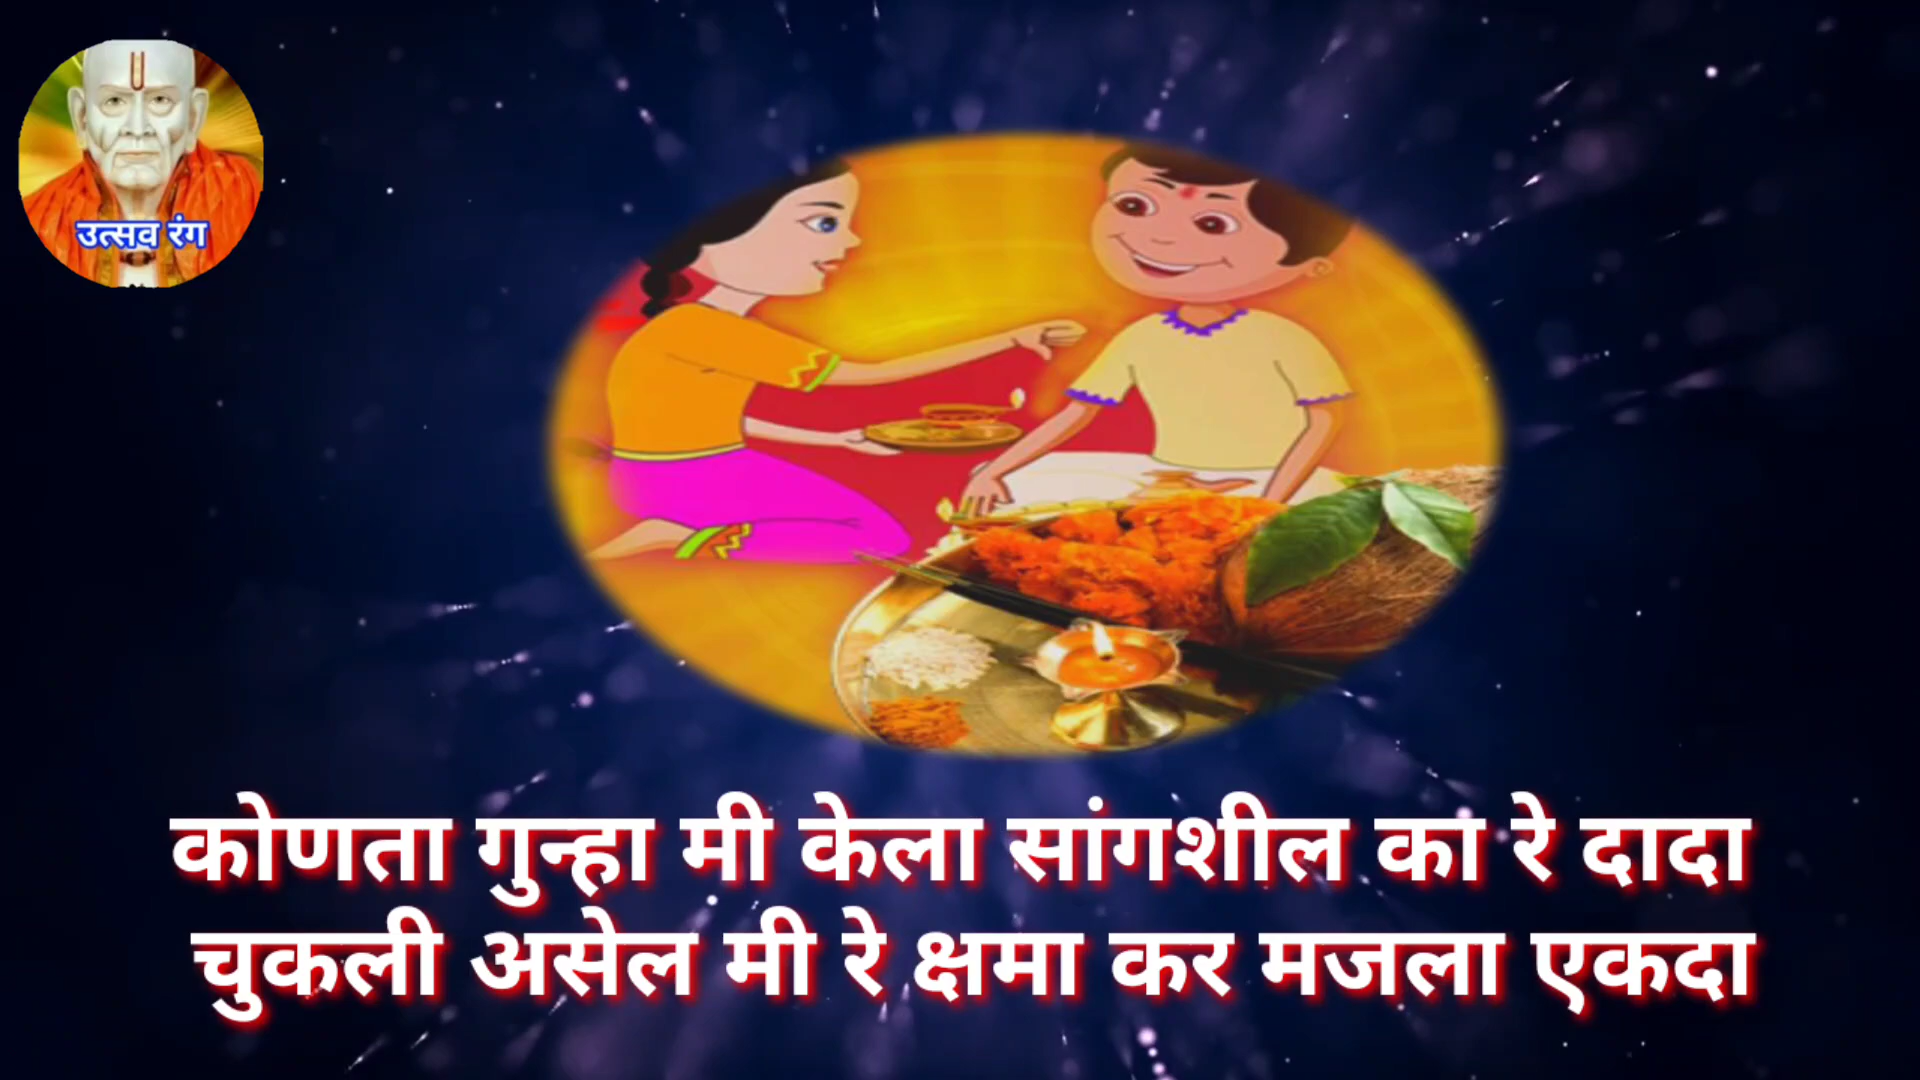 उत्सव रंग
कोणता गुन्हा मी केला सांगशील का रे दादा
चुकली असेल मी रे क्षमा कर मजला एकदा